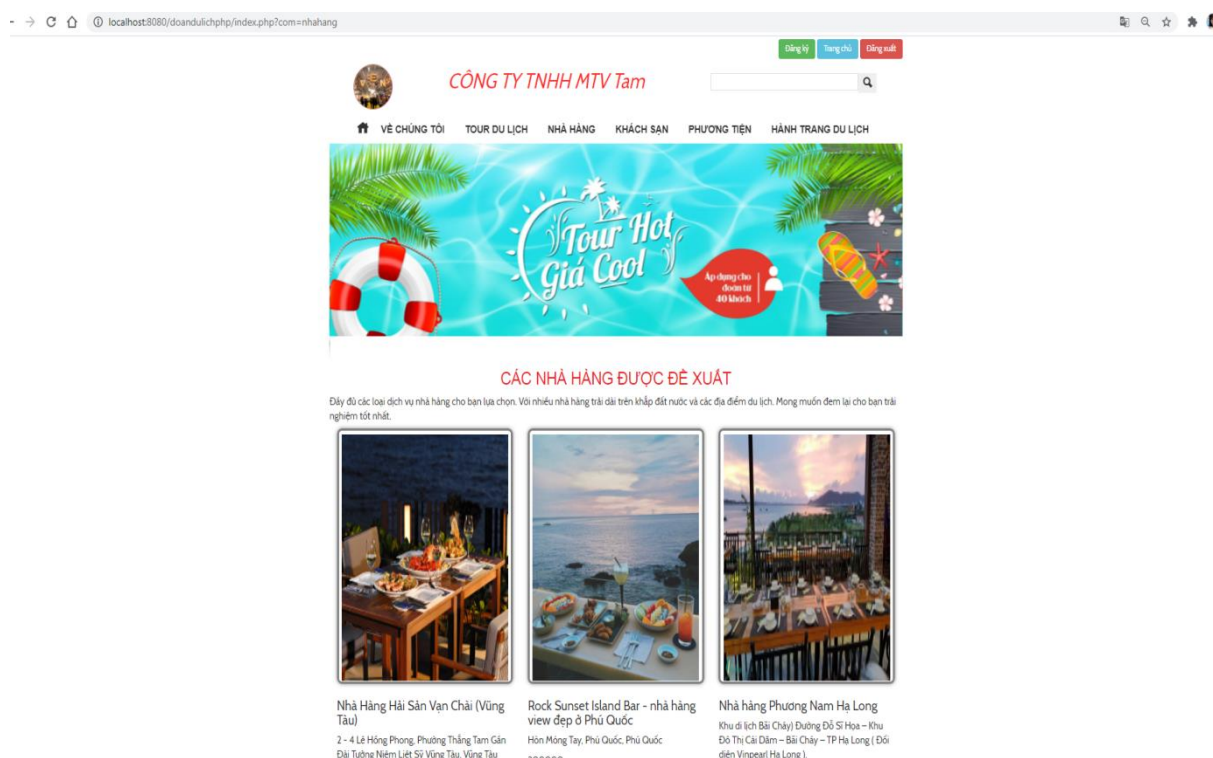 localhost:8080/doandulichphp/index.php?com=nhahang
Đăng ký Trang chủ Đăng xuất
CÔNG TY TNHH MTV Tam
VỀ CHÚNG TÔI TOUR DU LỊCH NHÀ HÀNG KHÁCH SẠN PHƯƠNG TIỆN HÀNH TRANG DU LỊCH
Tour Hot
Giá Cool
Áp dụng cho
đoàn từ
40 khách
CÁC NHÀ HÀNG ĐƯỢC ĐỀ XUẤT
Đầy đủ các loại dịch vụ nhà hàng cho bạn lựa chọn. Với nhiều nhà hàng trải dài trên khắp đất nước và các địa điểm du lịch. Mong muốn đem lại cho bạn trải
nghiệm tốt nhất.
Nhà Hàng Hải Sản Vạn Chài (Vũng
Tàu)
2 - 4 Lê Hồng Phong, Phường Thắng Tam Gần
Đài Tưởng Niệm Liệt Sỹ Vũng Tàu, Vũng Tàu
Rock Sunset Island Bar - nhà hàng
view đẹp ở Phú Quốc
Hòn Móng Tay, Phú Quốc, Phú Quốc
Nhà hàng Phương Nam Hạ Long
Khu di lịch Bãi Cháy) Đường Đỗ Sĩ Họa – Khu
Đô Thị Cái Dăm – Bãi Cháy – TP Hạ Long ( Đối
diện Vinpearl Hạ Long ).